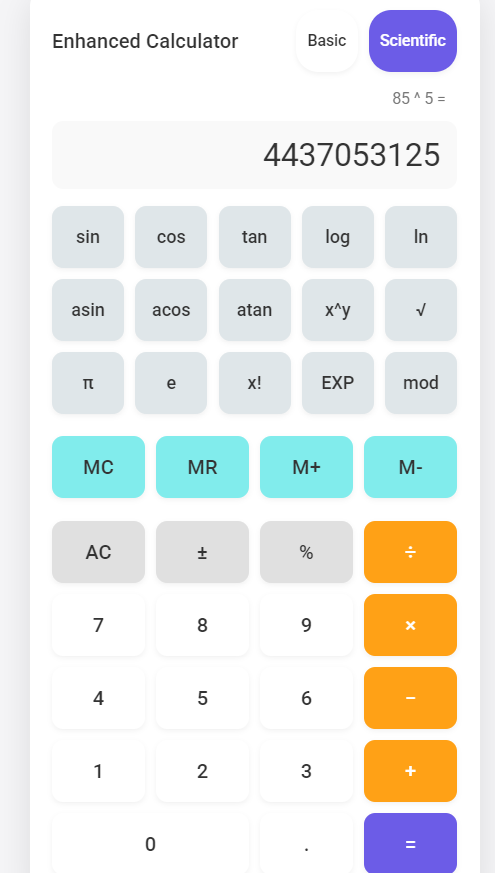 Enhanced Calculator Basic Scientific
85 ^ 5 =
4437053125
sin cos tan log ln
asin acos atan x^y √
π e x! EXP mod
MC MR M+ M-
AC ± % ÷
7 8 9 ×
4 5 6 −
1 2 3 +
0 . =